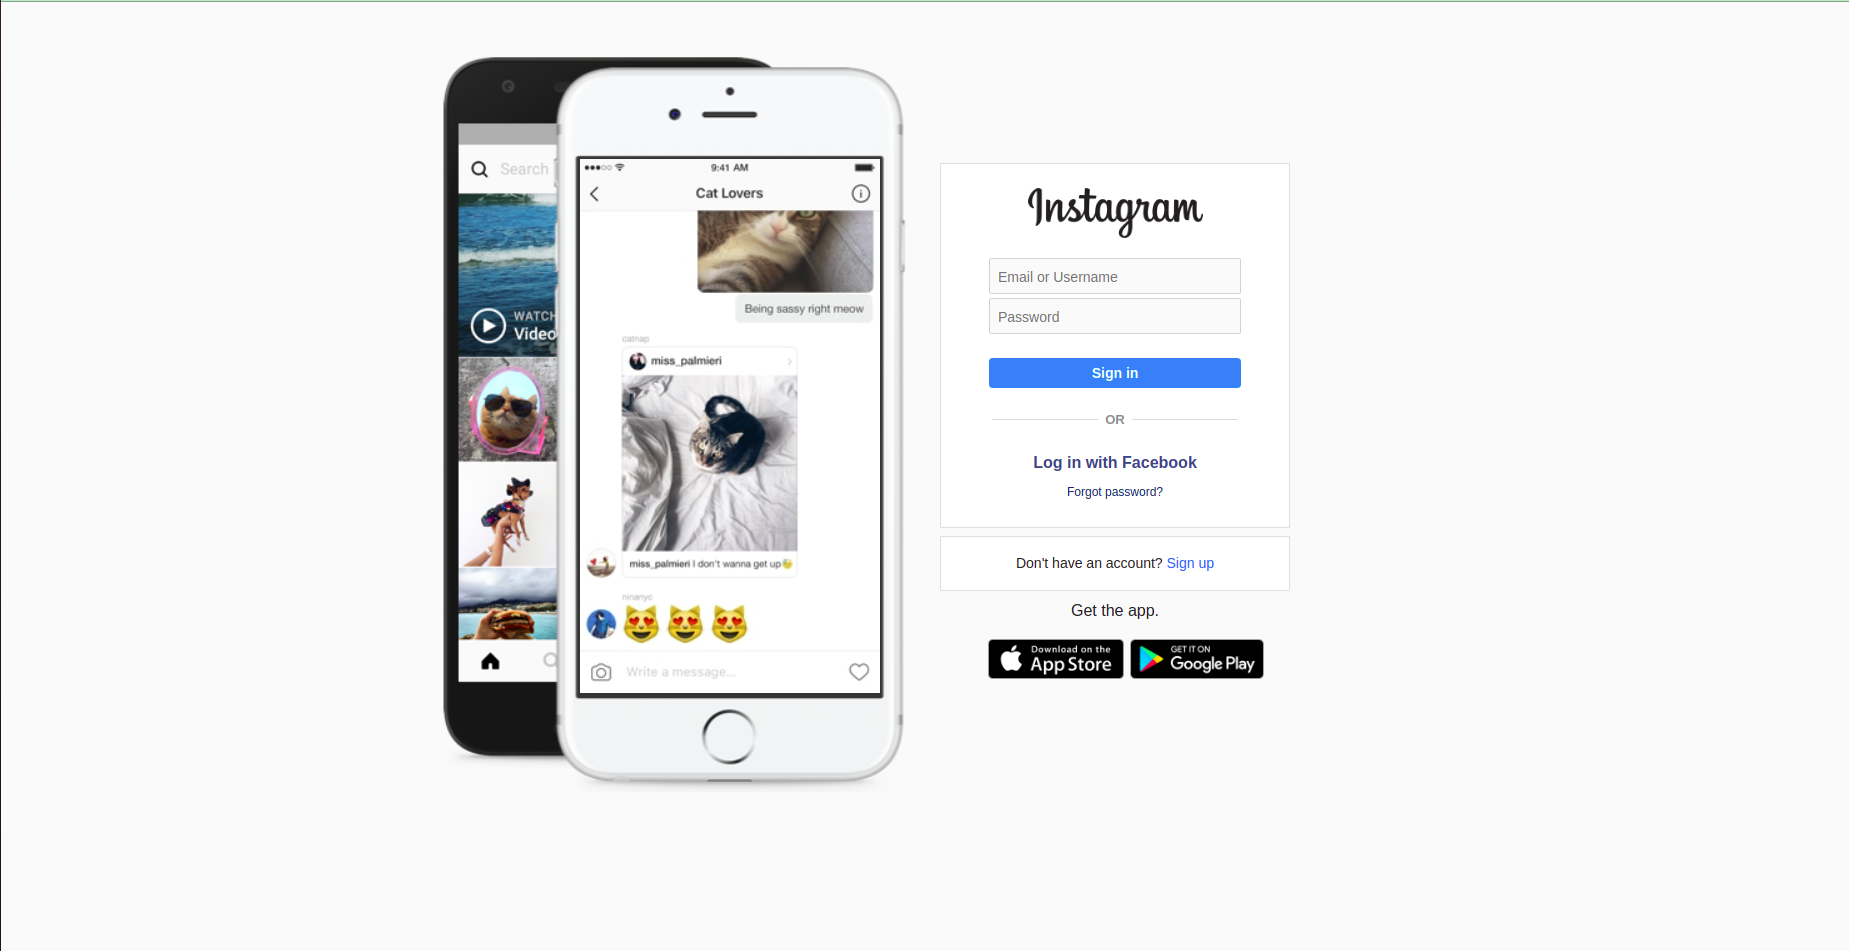 Search
WATCH
Video
9:41 AM
Cat Lovers
Being sassy right meow
catnap
miss_palmieri
miss_palmieri I don't wanna get up
ninanyc
Write a message...
Instagram
Email or Username
Password
Sign in
OR
Log in with Facebook
Forgot password?
Don't have an account? Sign up
Get the app.
Download on the
App Store
GET IT ON
Google Play